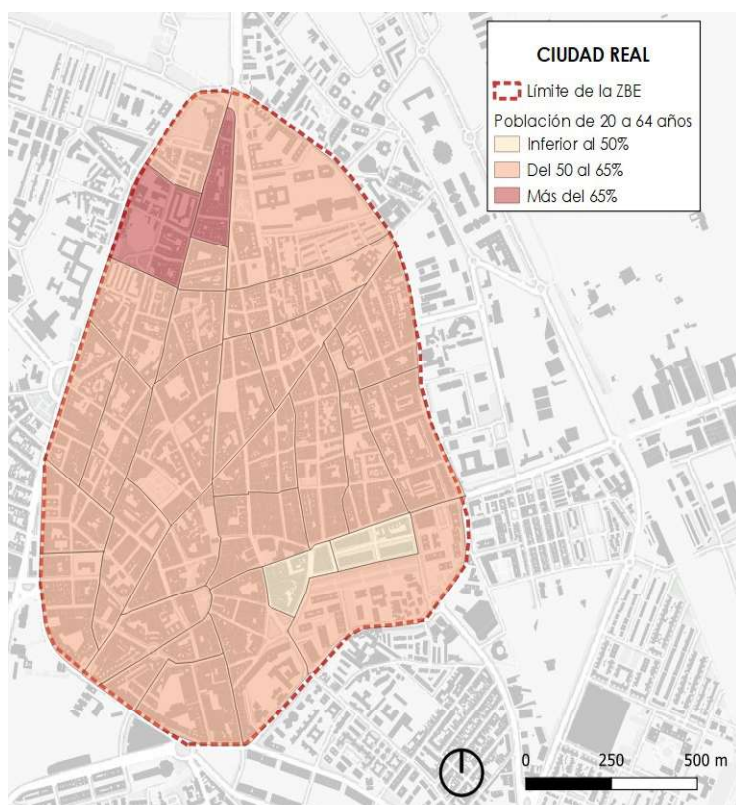 CIUDAD REAL
Límite de la ZBE
Población de 20 a 64 años
Inferior al 50%
Del 50 al 65%
Más del 65%
0 250 500 m